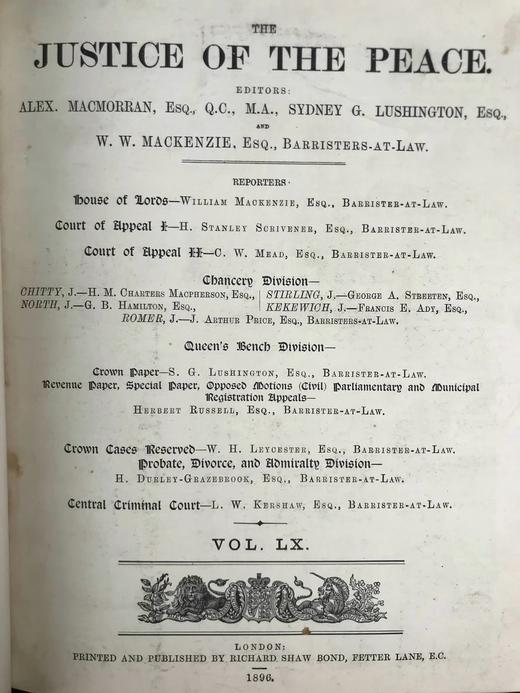 THE
JUSTICE OF THE PEACE.
EDITORS:
ALEX. MACMORRAN, ESQ., Q.C., M.A., SYDNEY G. LUSHINGTON, ESQ.,
AND
W. W. MACKENZIE, ESQ., BARRISTERS-AT-LAW.
REPORTERS.
House of Lords—WILLIAM MACKENZIE, ESQ., BARRISTER-AT-LAW.
Court of Appeal I—H. STANLEY SCRIVENER, ESQ., BARRISTER-AT-LAW.
Court of Appeal II—C. W. MEAD, ESQ., BARRISTER-AT-LAW.
Chancery Division—
CHITTY, J.—H. M. CHARTERS MACPHERSON, ESQ., STIRLING, J.—GEORGE A. STREETEN, ESQ.,
NORTH, J.—G. B. HAMILTON, ESQ., KEKEWICH, J.—FRANCIS E. ADY, ESQ.,
ROMER, J.—J. ARTHUR PRICE, ESQ., BARRISTERS-AT-LAW.
Queen's Bench Division—
Crown Paper—S. G. LUSHINGTON, ESQ., BARRISTER-AT-LAW.
Revenue Paper, Special Paper, Opposed Motions (Civil) Parliamentary and Municipal
Registration Appeals—
HERBERT RUSSELL, ESQ., BARRISTER-AT-LAW.
Crown Cases Reserved—W. H. LEYCESTER, ESQ., BARRISTER-AT-LAW.
Probate, Divorce, and Admiralty Division—
H. DURLEY-GRAZEBROOK, ESQ., BARRISTER-AT-LAW.
Central Criminal Court—L. W. KERSHAW, ESQ., BARRISTER-AT-LAW.
VOL. LX.
LONDON:
PRINTED AND PUBLISHED BY RICHARD SHAW BOND, FETTER LANE, E.C.
1896.